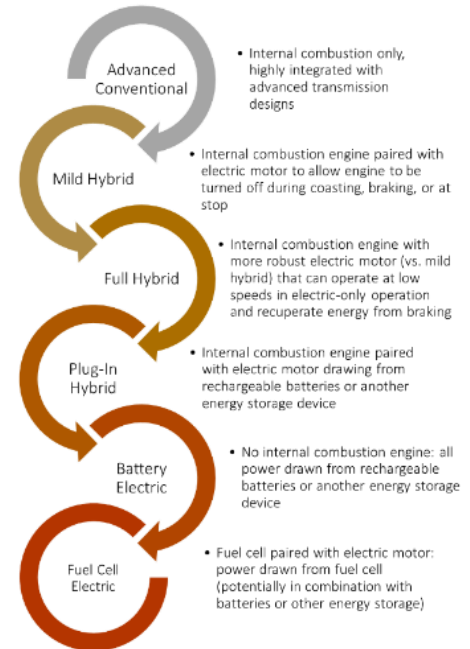 Advanced
Conventional
• Internal combustion only,
highly integrated with
advanced transmission
designs
Mild Hybrid
• Internal combustion engine paired with
electric motor to allow engine to be
turned off during coasting, braking, or at
stop
Full Hybrid
• Internal combustion engine with
more robust electric motor (vs. mild
hybrid) that can operate at low
speeds in electric-only operation
and recuperate energy from braking
Plug-In
Hybrid
• Internal combustion engine paired
with electric motor drawing from
rechargeable batteries or another
energy storage device
Battery
Electric
• No internal combustion engine: all
power drawn from rechargeable
batteries or another energy storage
device
Fuel Cell
Electric
• Fuel cell paired with electric motor:
power drawn from fuel cell
(potentially in combination with
batteries or other energy storage)